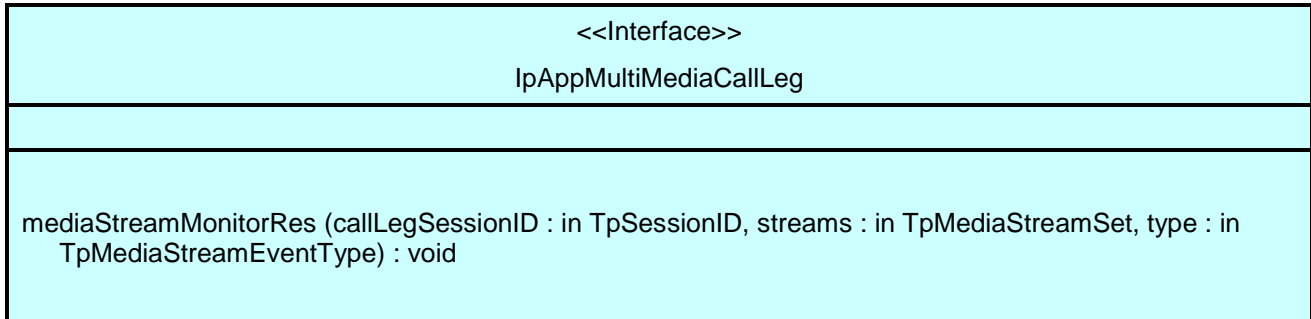 <<Interface>>
IpAppMultiMediaCallLeg
mediaStreamMonitorRes (callLegSessionID : in TpSessionID, streams : in TpMediaStreamSet, type : in
TpMediaStreamEventType) : void